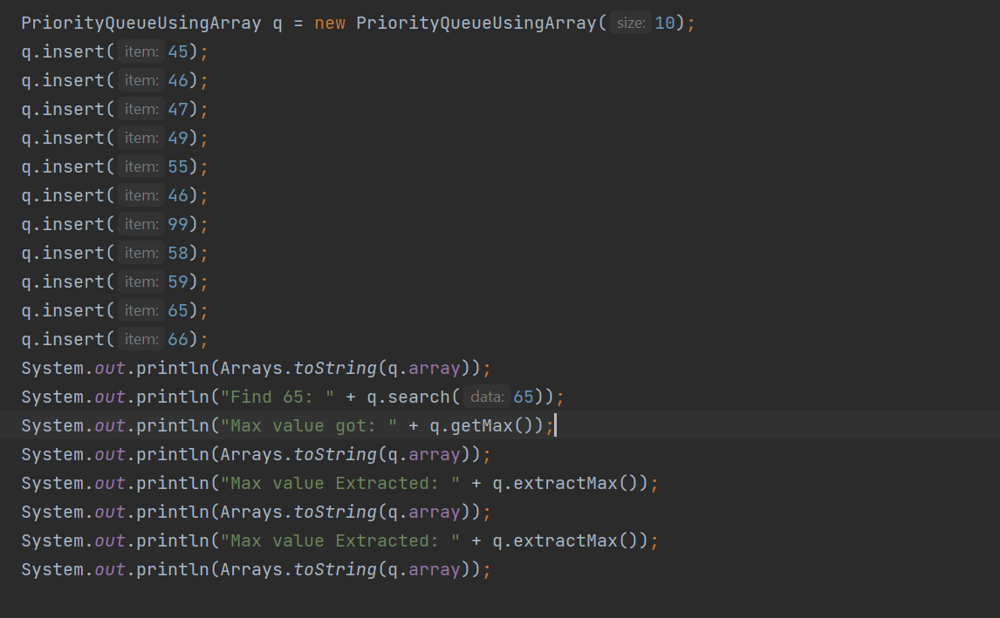 PriorityQueueUsingArray q = new PriorityQueueUsingArray( size: 10);
q.insert( item: 45);
q.insert( item: 46);
q.insert( item: 47);
q.insert( item: 49);
q.insert( item: 55);
q.insert( item: 46);
q.insert( item: 99);
q.insert( item: 58);
q.insert( item: 59);
q.insert( item: 65);
q.insert( item: 66);
System.out.println(Arrays.toString(q.array));
System.out.println("Find 65: " + q.search( data: 65));
System.out.println("Max value got: " + q.getMax());
System.out.println(Arrays.toString(q.array));
System.out.println("Max value Extracted: " + q.extractMax());
System.out.println(Arrays.toString(q.array));
System.out.println("Max value Extracted: " + q.extractMax());
System.out.println(Arrays.toString(q.array));